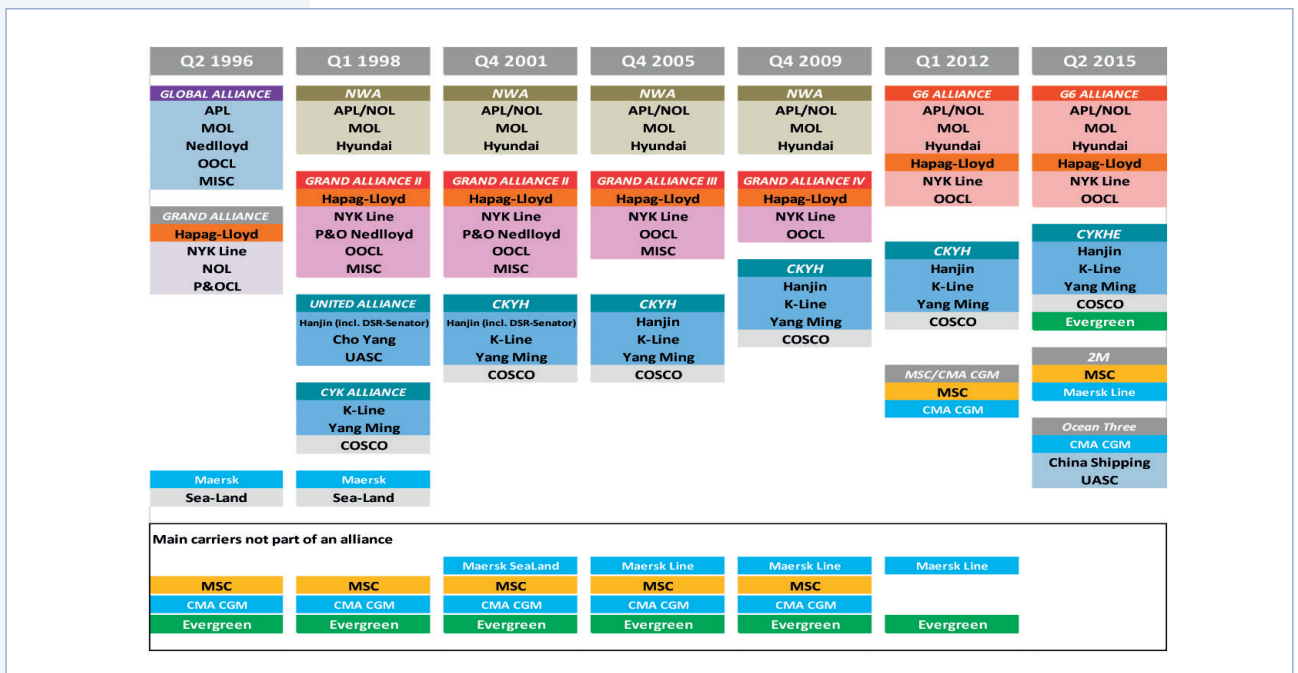 Q2 1996
GLOBAL ALLIANCE
APL
MOL
Nedlloyd
OOCL
MISC
GRAND ALLIANCE
Hapag-Lloyd
NYK Line
NOL
P&OCL
Maersk
Sea-Land
Q1 1998
NWA
APL/NOL
MOL
Hyundai
GRAND ALLIANCE II
Hapag-Lloyd
NYK Line
P&O Nedlloyd
OOCL
MISC
UNITED ALLIANCE
Hanjin (incl. DSR-Senator)
Cho Yang
UASC
CYK ALLIANCE
K-Line
Yang Ming
COSCO
Maersk
Sea-Land
Q4 2001
NWA
APL/NOL
MOL
Hyundai
GRAND ALLIANCE II
Hapag-Lloyd
NYK Line
P&O Nedlloyd
OOCL
MISC
CKYH
Hanjin (incl. DSR-Senator)
K-Line
Yang Ming
COSCO
Q4 2005
NWA
APL/NOL
MOL
Hyundai
GRAND ALLIANCE III
Hapag-Lloyd
NYK Line
OOCL
MISC
CKYH
Hanjin
K-Line
Yang Ming
COSCO
Q4 2009
NWA
APL/NOL
MOL
Hyundai
GRAND ALLIANCE IV
Hapag-Lloyd
NYK Line
OOCL
CKYH
Hanjin
K-Line
Yang Ming
COSCO
Q1 2012
G6 ALLIANCE
APL/NOL
MOL
Hyundai
Hapag-Lloyd
NYK Line
OOCL
CKYH
Hanjin
K-Line
Yang Ming
COSCO
MSC/CMA CGM
MSC
CMA CGM
Q2 2015
G6 ALLIANCE
APL/NOL
MOL
Hyundai
Hapag-Lloyd
NYK Line
OOCL
CYKHE
Hanjin
K-Line
Yang Ming
COSCO
Evergreen
2M
MSC
Maersk Line
Ocean Three
CMA CGM
China Shipping
UASC
Main carriers not part of an alliance
MSC
CMA CGM
Evergreen
MSC
CMA CGM
Evergreen
Maersk SeaLand
MSC
CMA CGM
Evergreen
Maersk Line
MSC
CMA CGM
Evergreen
Maersk Line
MSC
CMA CGM
Evergreen
Maersk Line
Evergreen